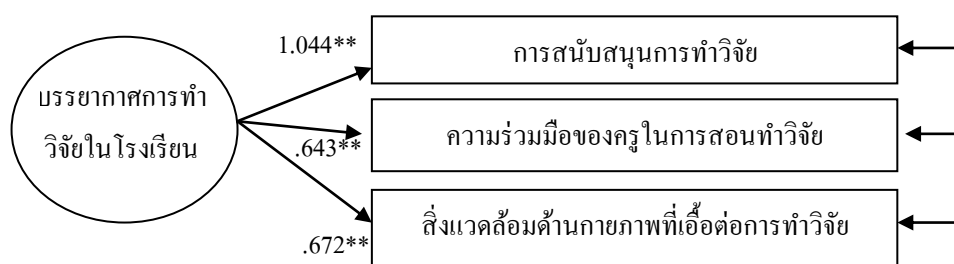 1.044**
การสนับสนุนการทำวิจัย
บรรยากาศการทำ
วิจัยในโรงเรียน
.643**
ความร่วมมือของครูในการสอนทำวิจัย
.672**
สิ่งแวดล้อมด้านกายภาพที่เอื้อต่อการทำวิจัย